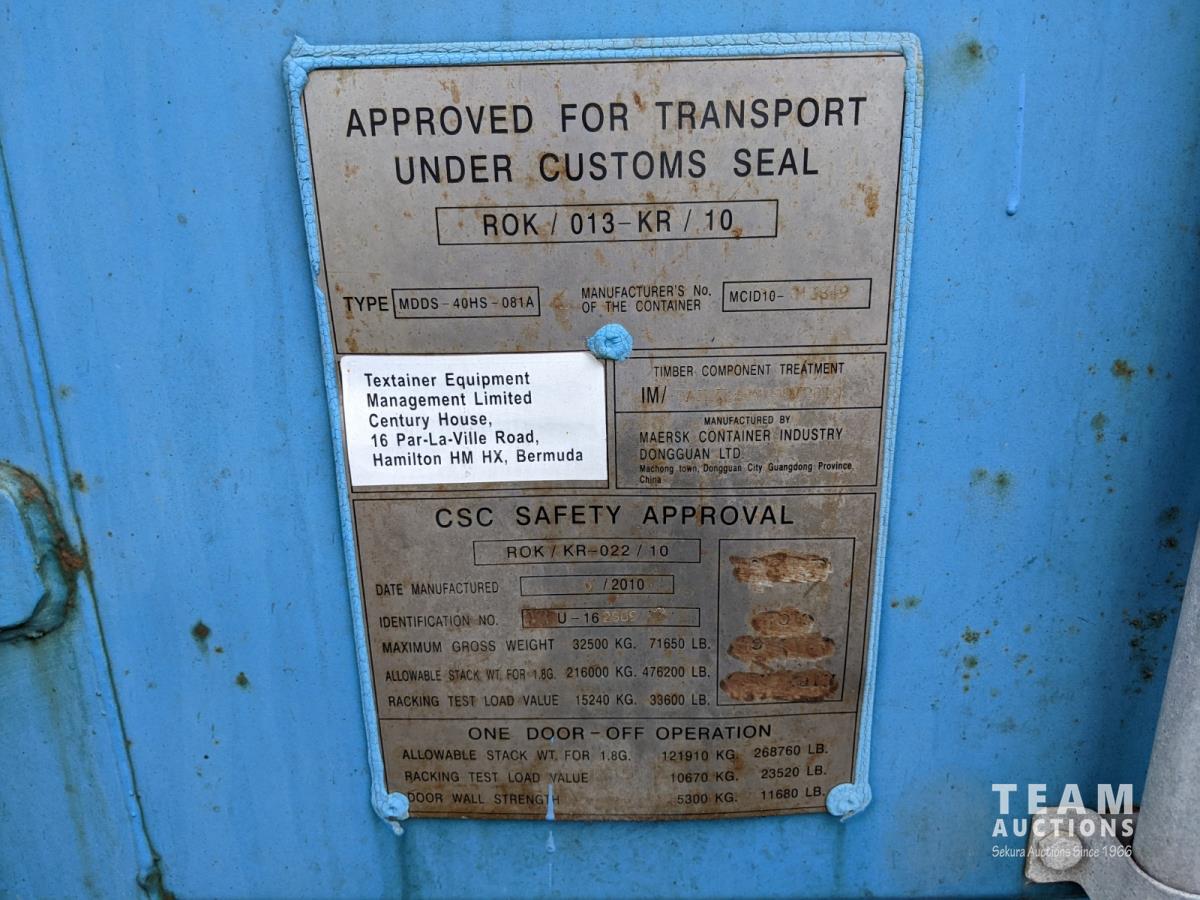 APPROVED FOR TRANSPORT
UNDER CUSTOMS SEAL
ROK / 013-KR / 10
TYPE MDDS-40HS-081A
MANUFACTURER'S No.
OF THE CONTAINER
MCID10-
Textainer Equipment
Management Limited
Century House,
16 Par-La-Ville Road,
Hamilton HM HX, Bermuda
TIMBER COMPONENT TREATMENT
IM/
MANUFACTURED BY
MAERSK CONTAINER INDUSTRY
DONGGUAN LTD.
Machong town, Dongguan City Guangdong Province,
China
CSC SAFETY APPROVAL
ROK / KR-022 / 10
DATE MANUFACTURED / 2010
IDENTIFICATION NO. U-16
MAXIMUM GROSS WEIGHT 32500 KG. 71650 LB.
ALLOWABLE STACK WT. FOR 1.8G. 216000 KG. 476200 LB.
RACKING TEST LOAD VALUE 15240 KG. 33600 LB.
ONE DOOR-OFF OPERATION
ALLOWABLE STACK WT. FOR 1.8G. 121910 KG. 268760 LB.
RACKING TEST LOAD VALUE 10670 KG. 23520 LB.
DOOR WALL STRENGTH 5300 KG. 11680 LB.
TEAM
AUCTIONS
Sekura Auctions Since 1966